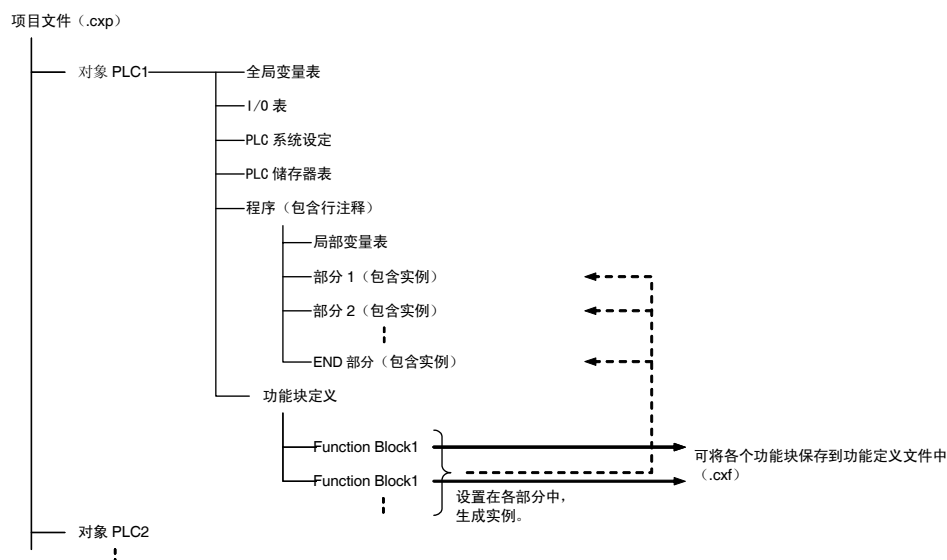 项目文件（.cxp）
对象 PLC1
全局变量表
I/O 表
PLC 系统设定
PLC 储存器表
程序（包含行注释）
局部变量表
部分 1（包含实例）
部分 2（包含实例）
END 部分（包含实例）
功能块定义
Function Block1
Function Block1
可将各个功能块保存到功能定义文件中
（.cxf）
设置在各部分中，
生成实例。
对象 PLC2